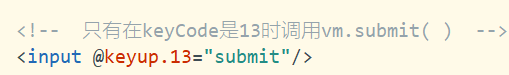 <!--  只有在keyCode是13时调用vm.submit( )  -->
<input @keyup.13="submit"/>